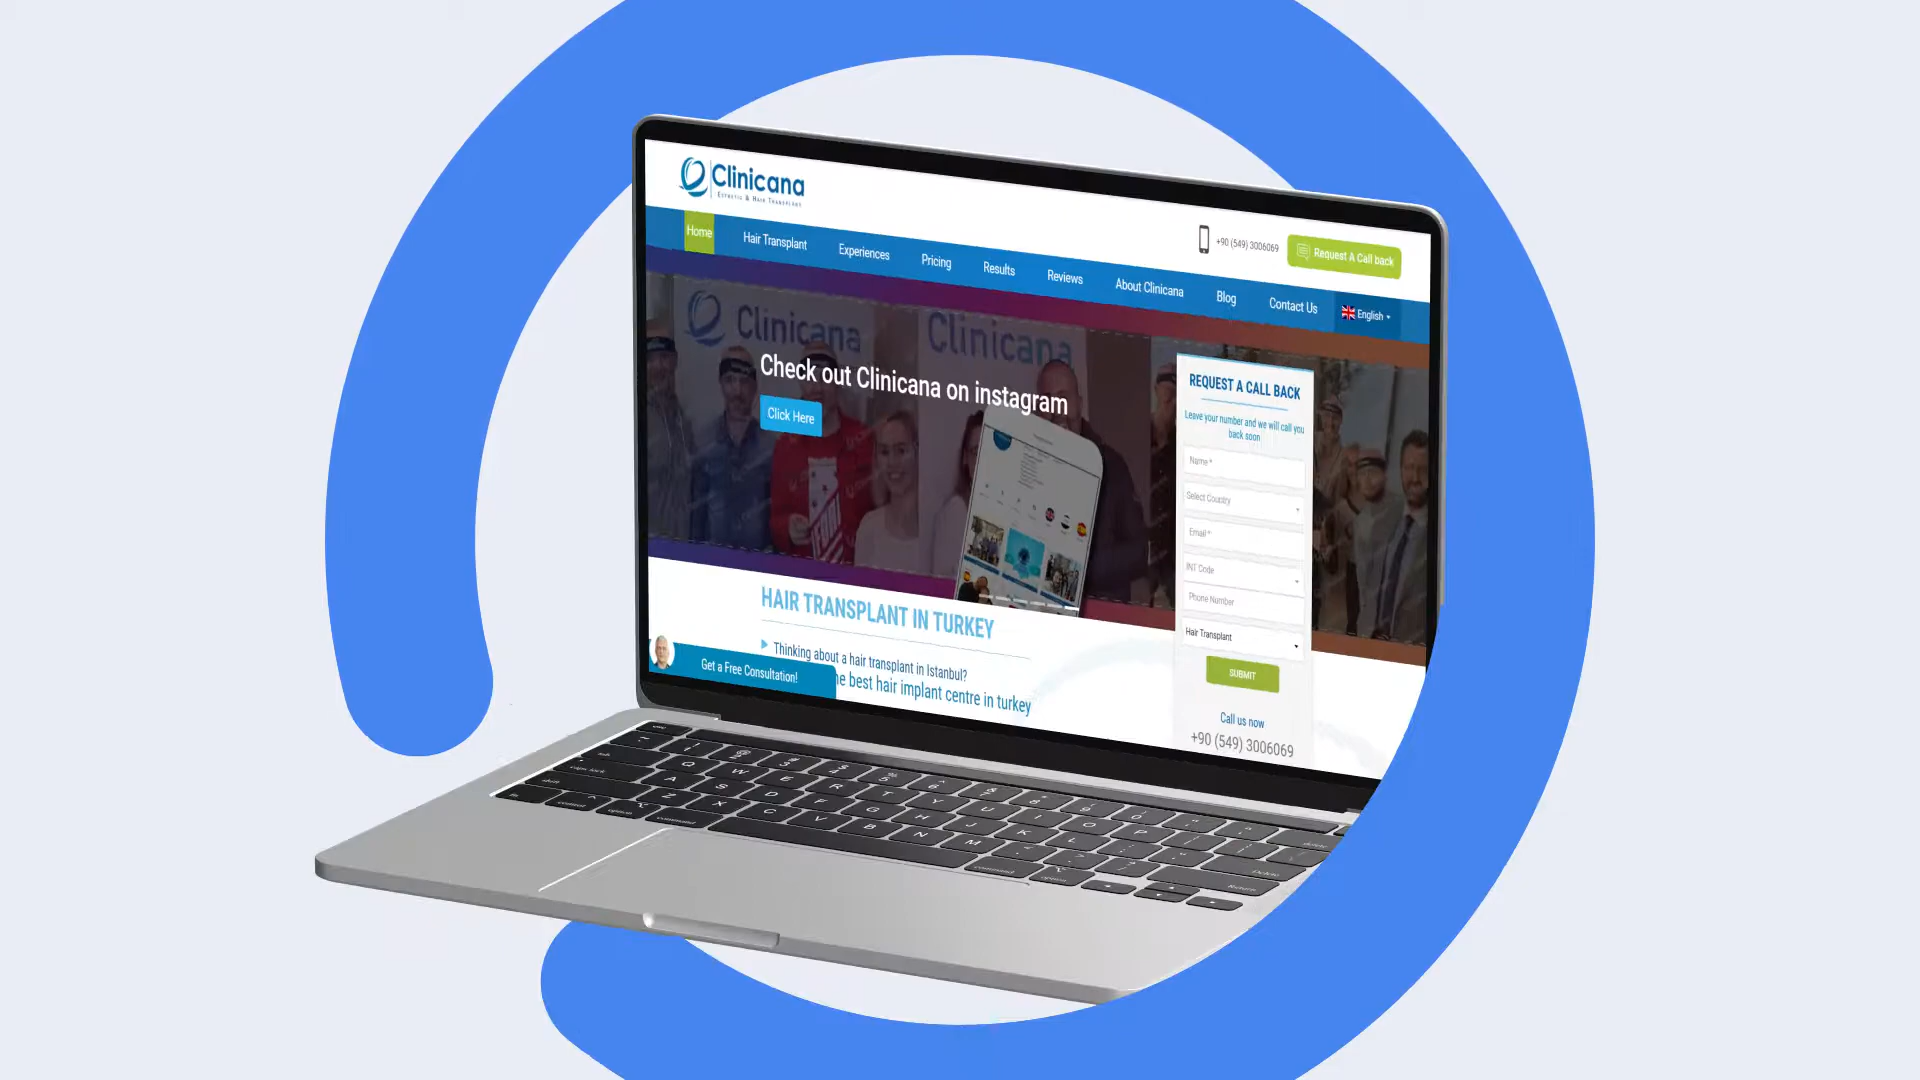 Clinicana
ESTHETIC & HAIR TRANSPLANT
+90 (549) 3006069
Request A Call back
Home
Hair Transplant
Experiences
Pricing
Results
Reviews
About Clinicana
Blog
Contact Us
English
Clinicana
Clinicana
Check out Clinicana on instagram
Click Here
REQUEST A CALL BACK
Leave your number and we will call you
back soon
Name *
Select Country
Email *
INT Code
Phone Number
Hair Transplant
SUBMIT
Call us now
+90 (549) 3006069
HAIR TRANSPLANT IN TURKEY
Thinking about a hair transplant in Istanbul?
best hair implant centre in turkey
Get a Free Consultation!
Q W E R T Y U I O P
A S D F G H J K L
Z X C V B N M